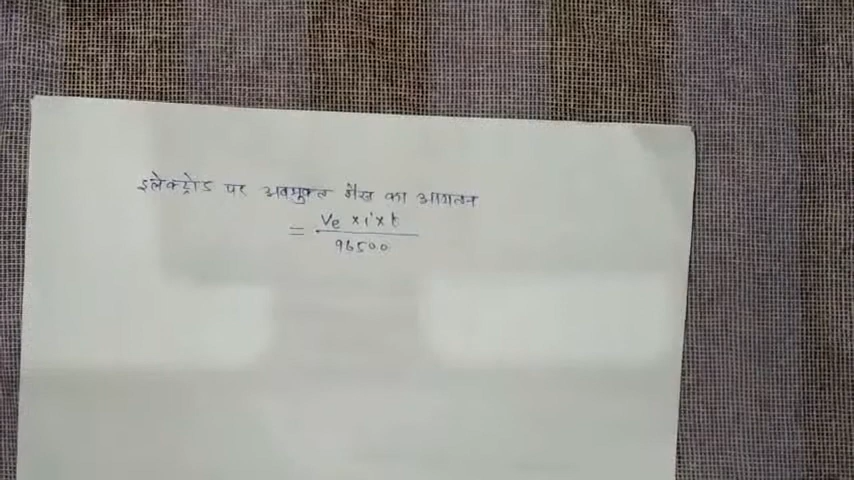 इलेक्ट्रोड पर अवमुक्त गैस का आयतन
= Ve × i × t
96500